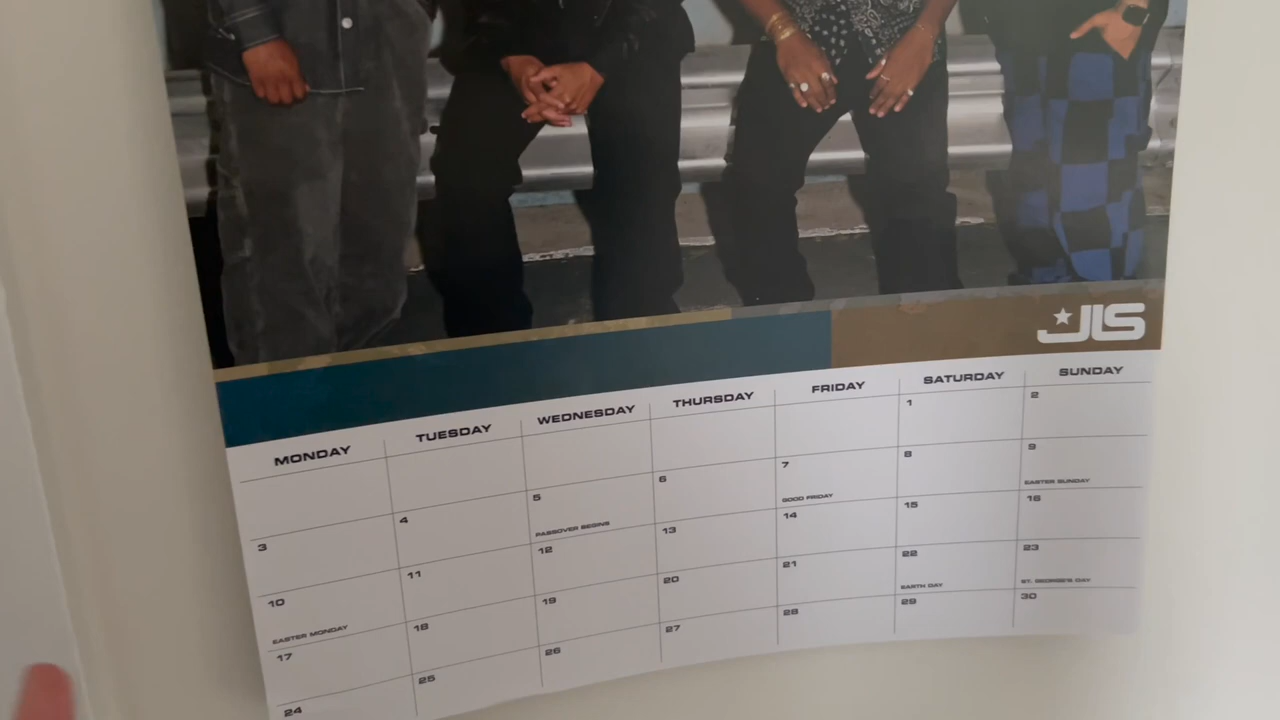 JLS
MONDAY TUESDAY WEDNESDAY THURSDAY FRIDAY SATURDAY SUNDAY
1 2
3 4 5 6 7 8 9
PASSOVER BEGINS GOOD FRIDAY EASTER SUNDAY
10 11 12 13 14 15 16
EASTER MONDAY
17 18 19 20 21 22 23
EARTH DAY ST. GEORGE'S DAY
24 25 26 27 28 29 30